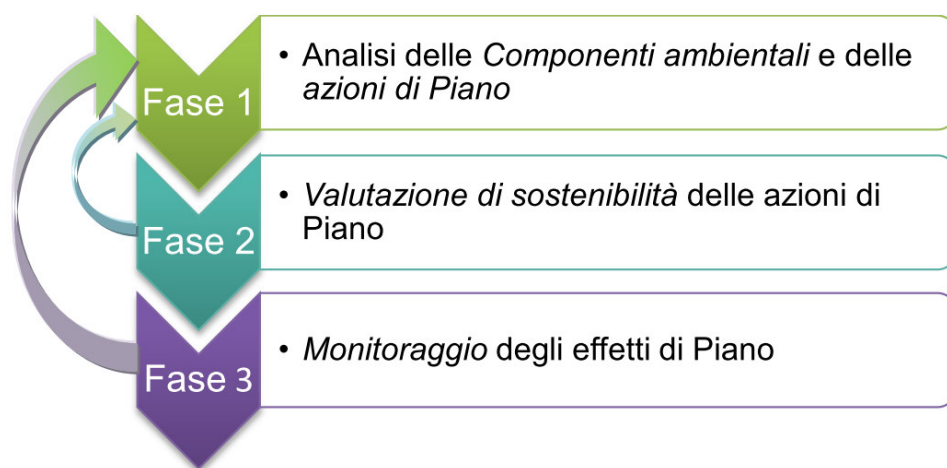 Fase 1
• Analisi delle Componenti ambientali e delle
azioni di Piano
Fase 2
• Valutazione di sostenibilità delle azioni di
Piano
Fase 3
• Monitoraggio degli effetti di Piano